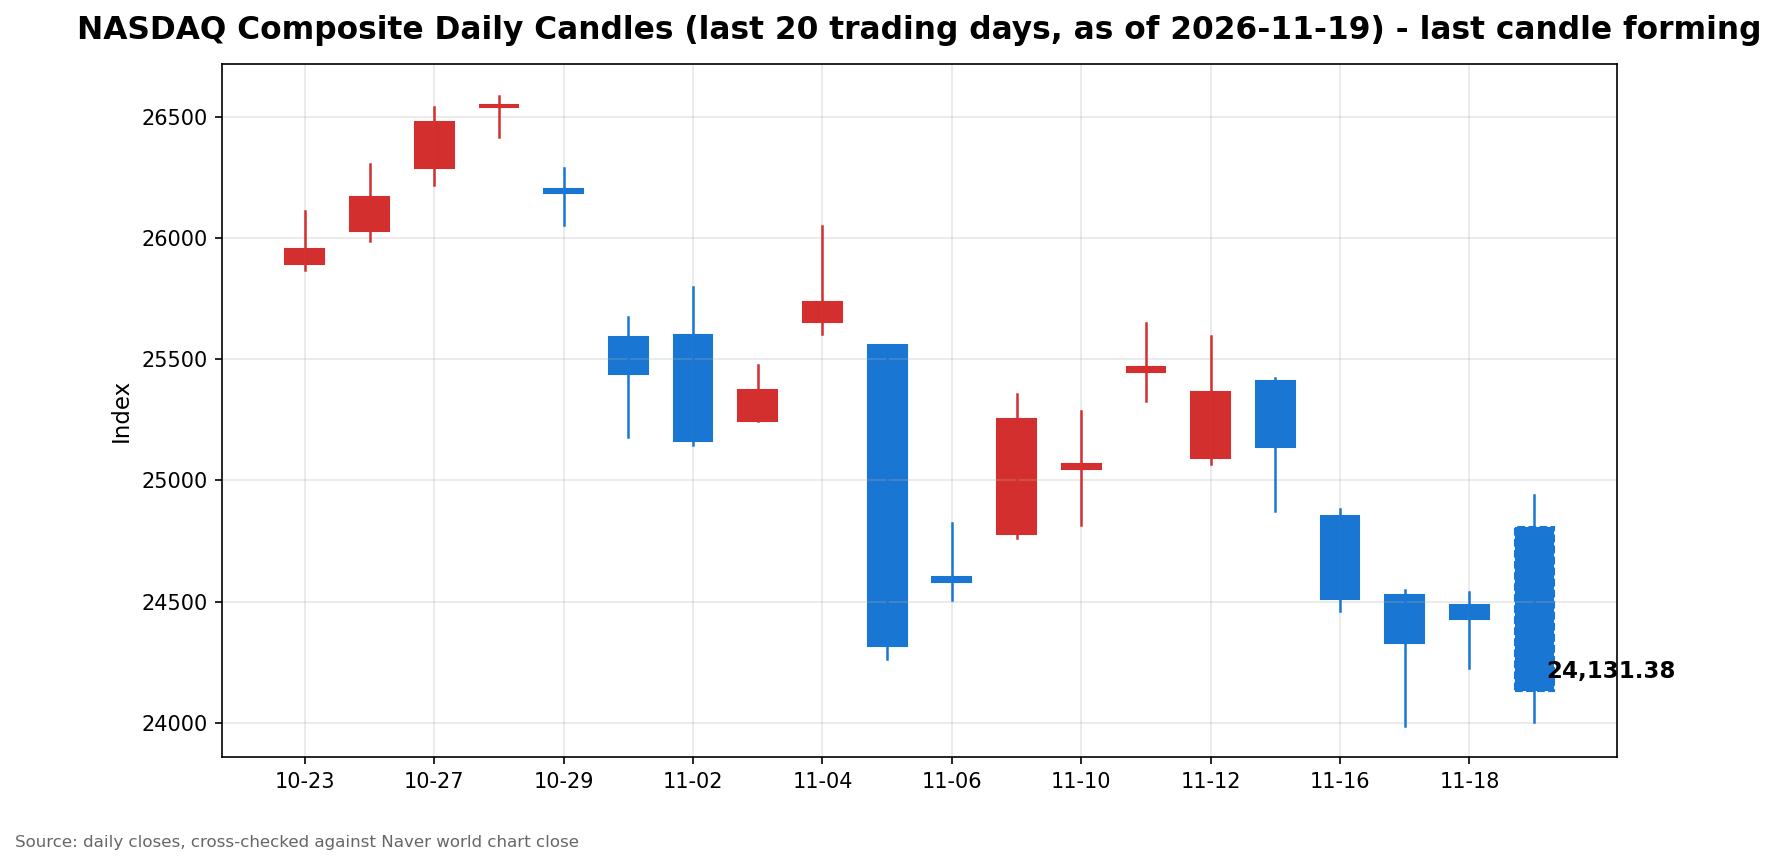 NASDAQ Composite Daily Candles (last 20 trading days, as of 2026-11-19) - last candle forming
Index
26500
26000
25500
25000
24500
24000
24,131.38
10-23 10-27 10-29 11-02 11-04 11-06 11-10 11-12 11-16 11-18
Source: daily closes, cross-checked against Naver world chart close